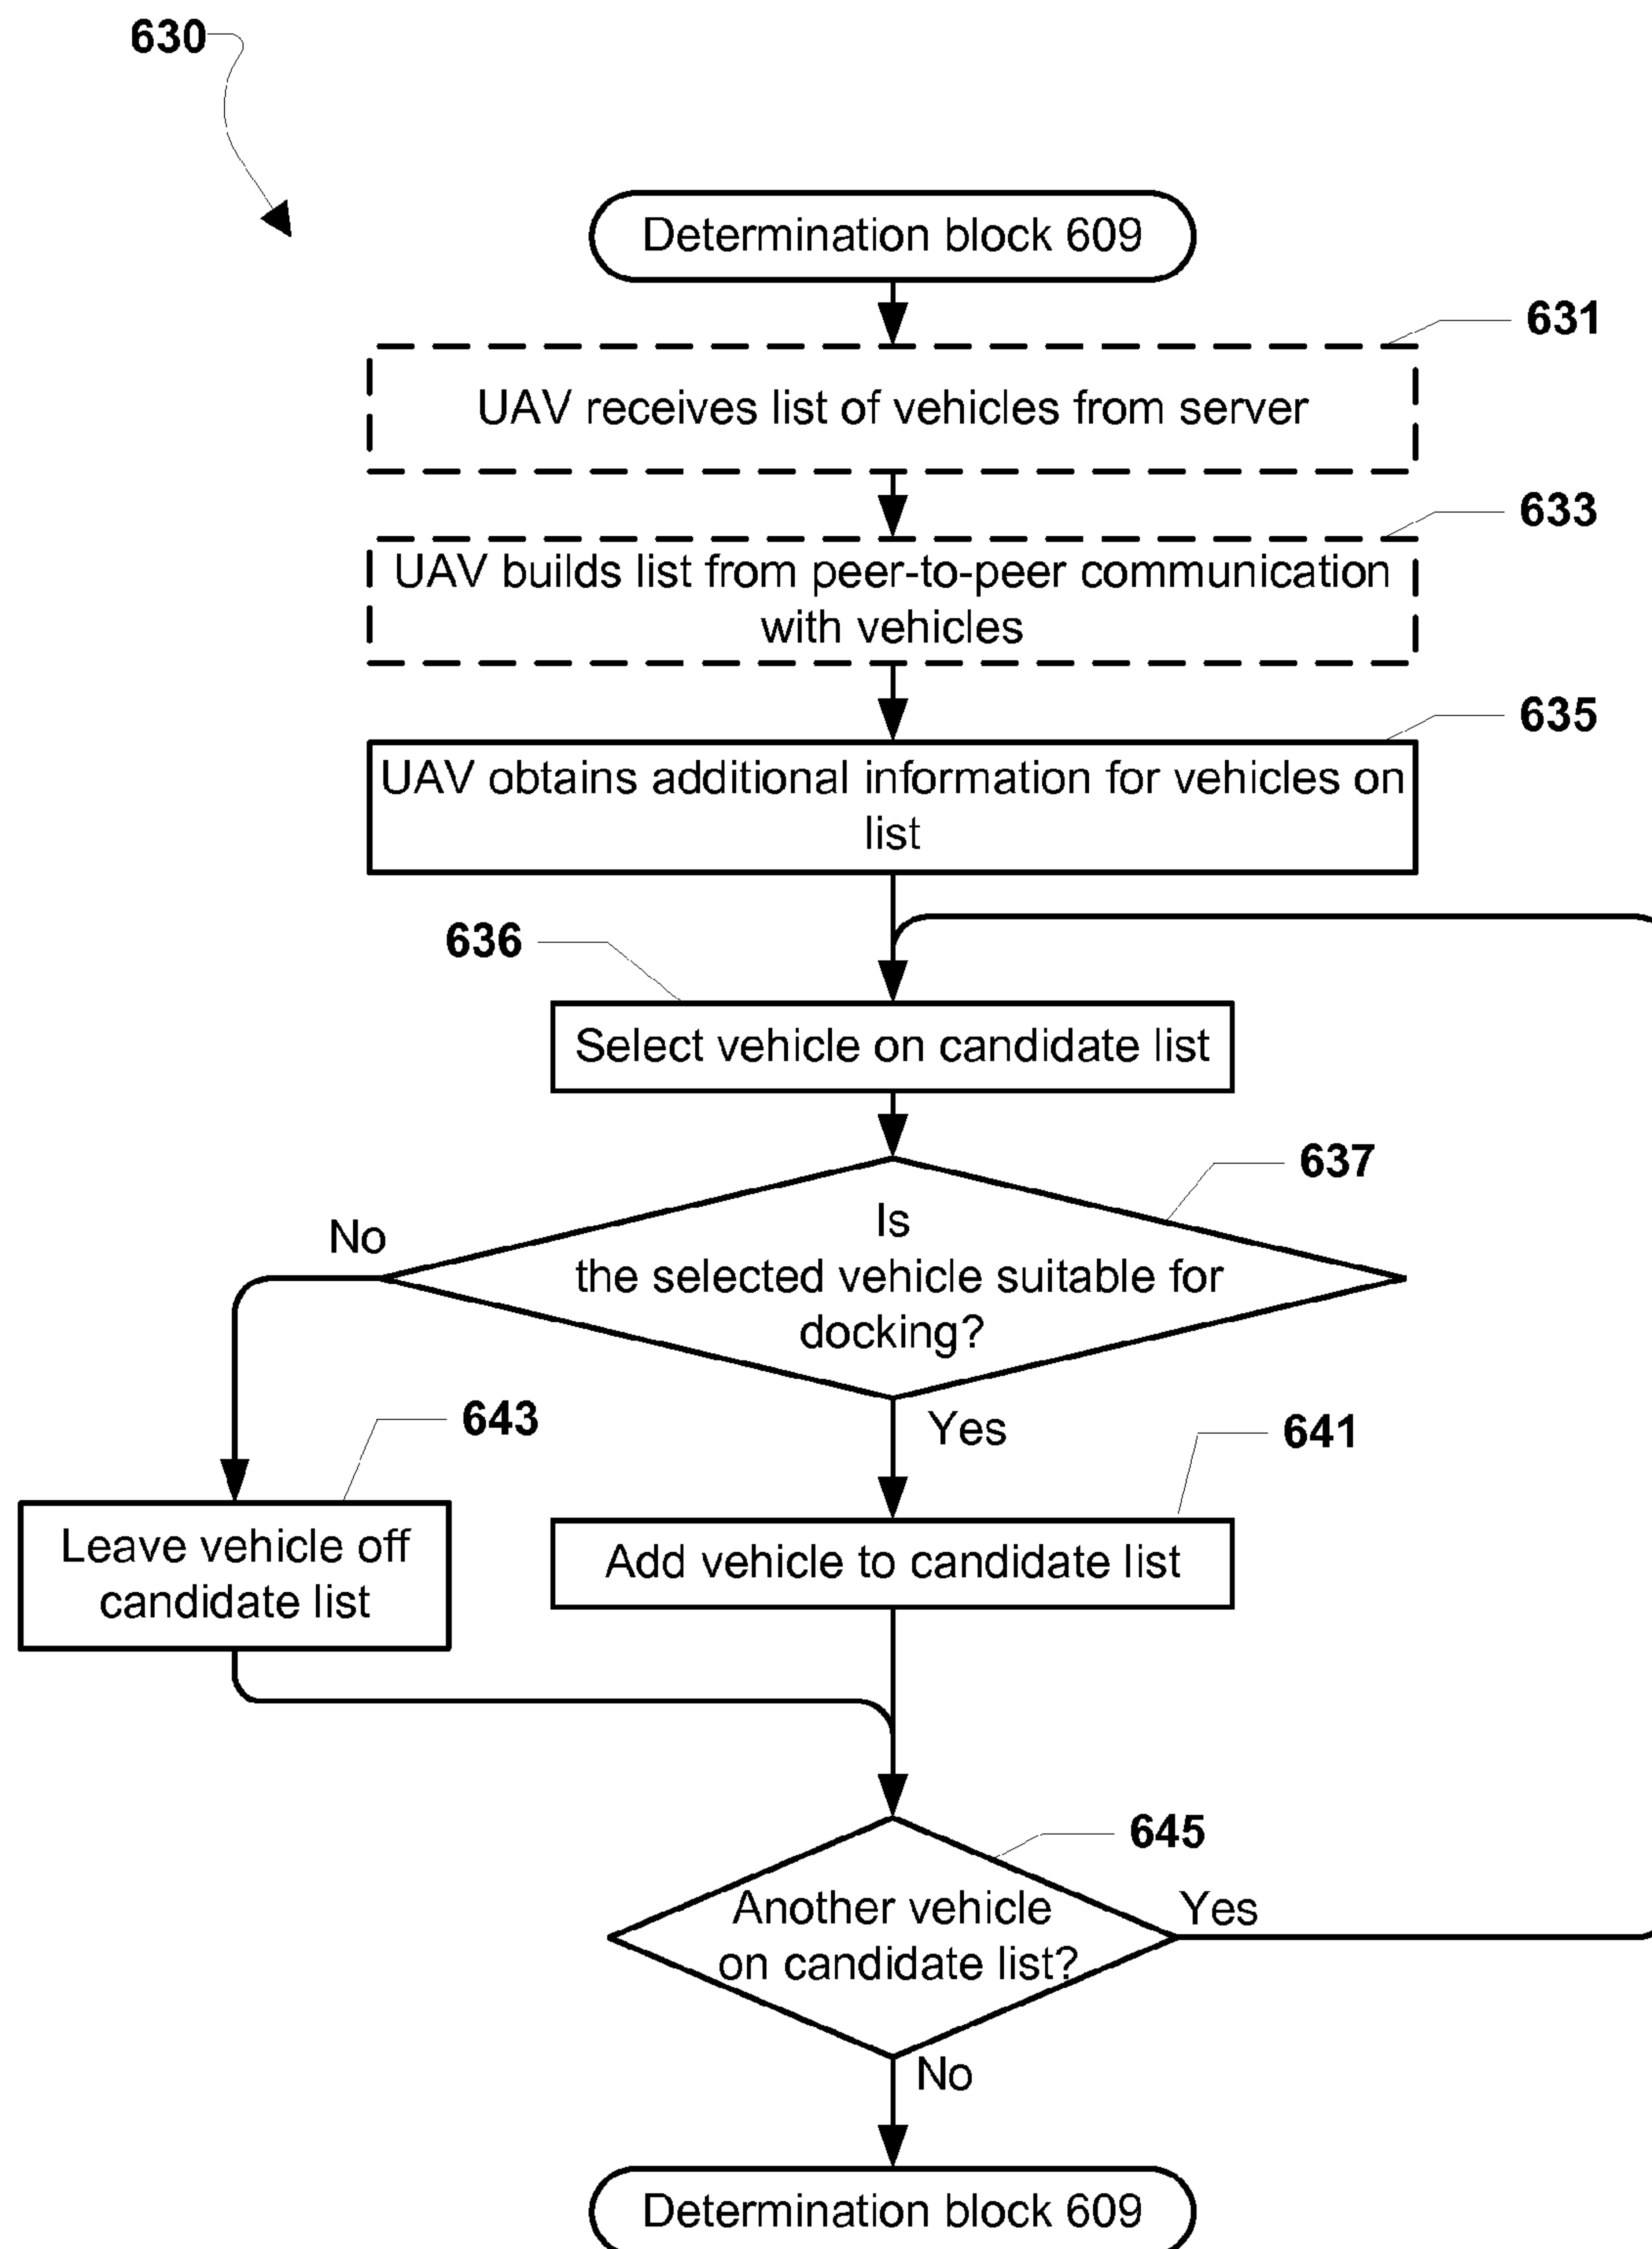 630
Determination block 609
631
UAV receives list of vehicles from server
633
UAV builds list from peer-to-peer communication
with vehicles
635
UAV obtains additional information for vehicles on
list
636
Select vehicle on candidate list
637
No
Is
the selected vehicle suitable for
docking?
643
Yes
641
Leave vehicle off
candidate list
Add vehicle to candidate list
645
Another vehicle
on candidate list?
Yes
No
Determination block 609